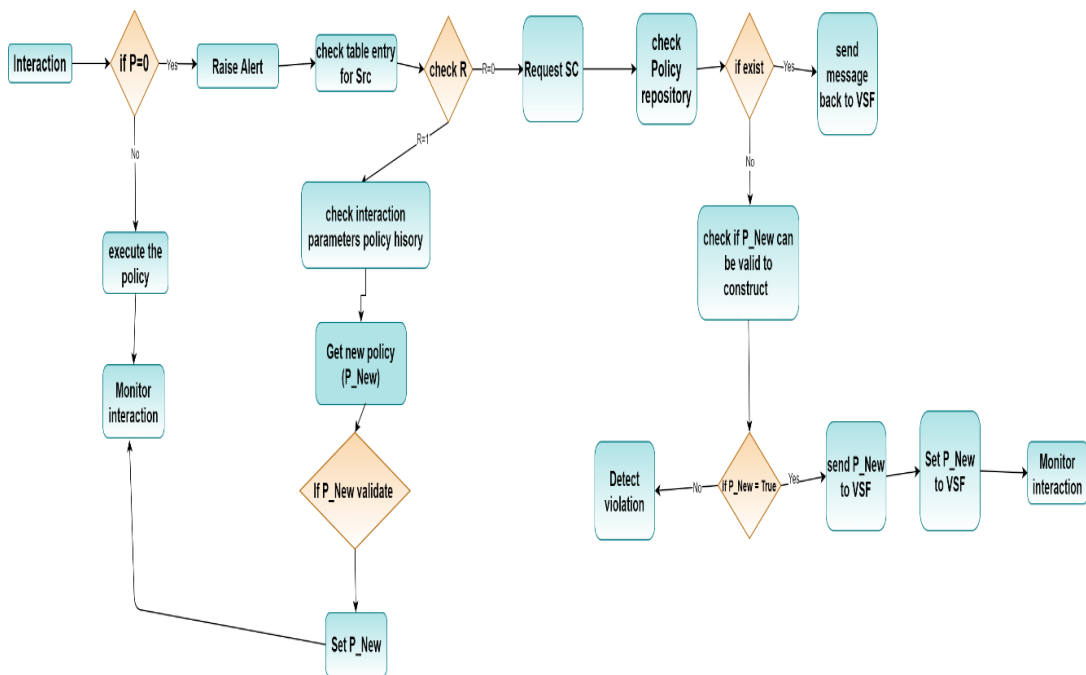 Interaction
if P=0
Yes
Raise Alert
check table entry
for Src
check R
R=0
Request SC
check
Policy
repository
if exist
Yes
send
message
back to VSF
No
R=1
No
check interaction
parameters policy hisory
check if P_New can
be valid to
construct
execute the
policy
Get new policy
(P_New)
Monitor
interaction
If P_New validate
Detect
violation
No
if P_New = True
Yes
send P_New
to VSF
Set P_New
to VSF
Monitor
interaction
Set P_New